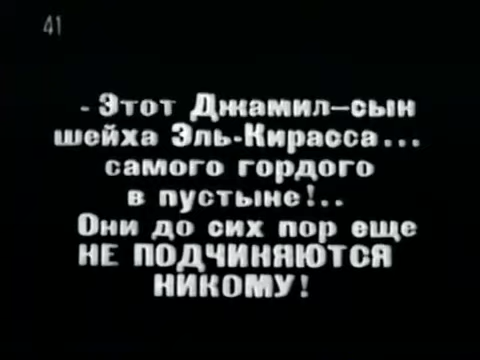 41
- Этот Джамил–сын
шейха Эль-Кирасса...
самого гордого
в пустыне!..
Они до сих пор еще
НЕ ПОДЧИНЯЮТСЯ
НИКОМУ!